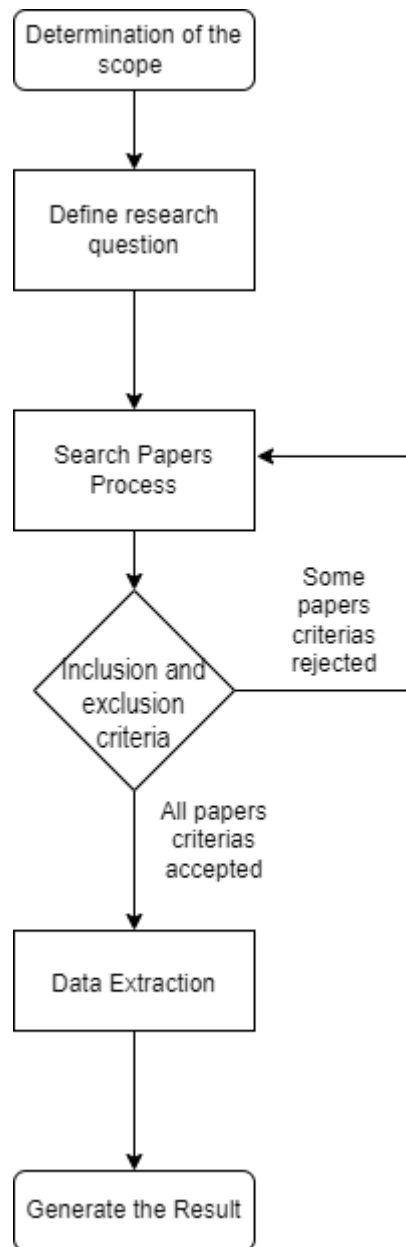 Determination of the
scope
Define research
question
Search Papers
Process
Some
papers
criterias
rejected
Inclusion and
exclusion
criteria
All papers
criterias
accepted
Data Extraction
Generate the Result